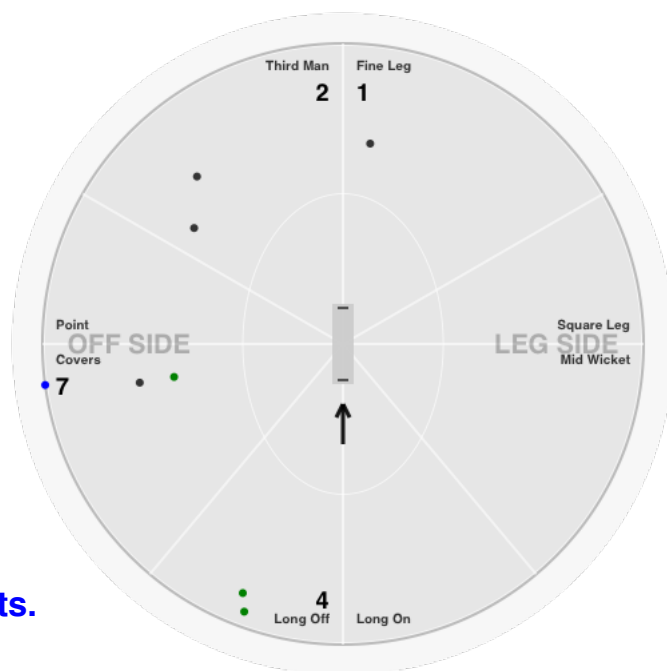 Third Man
Fine Leg
2
1
Point
Square Leg
OFF SIDE
LEG SIDE
Covers
Mid Wicket
7
ts.
4
Long Off
Long On